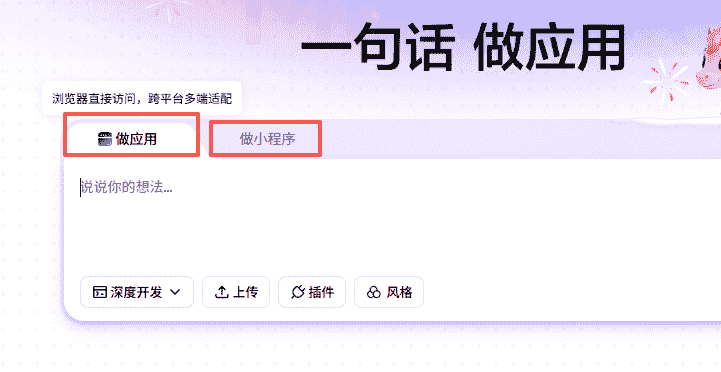 一句话 做应用
浏览器直接访问，跨平台多端适配
做应用 做小程序
说说你的想法...
深度开发 上传 插件 风格